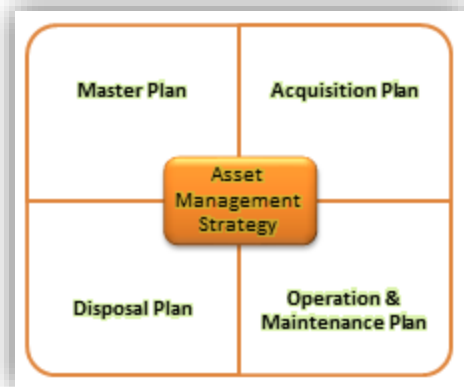 Master Plan
Acquisition Plan
Asset
Management
Strategy
Disposal Plan
Operation &
Maintenance Plan